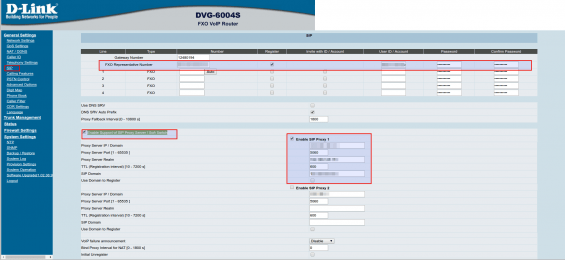 D-Link
Building Networks for People
DVG-6004S
FXO VoIP Router
General Settings
Network Settings
QoS Settings
NAT / DDNS
Caller ID
Telephone Settings
SIP
Calling Features
PSTN Control
Advanced Options
Digit Map
Phone Book
Caller Filter
CDR Settings
Language
Trunk Management
Status
Firewall Settings
System Settings
NTP
SNMP
Backup / Restore
System Log
Provision Settings
System Operation
Software Upgrade
Logout
SIP
Line Type Number Register Invite with ID / Account User ID / Account Password Confirm Password
Gateway Number
FXO Representative Number
1 FXO
2 FXO
3 FXO
4 FXO
Use DNS SRV
DNS SRV Auto Prefix
Proxy Fallback Interval
Enable Support of SIP Proxy Server / Soft Switch
Enable SIP Proxy 1
Proxy Server IP / Domain
Proxy Server Port [1 - 65535 ] 5060
Proxy Server Realm
TTL (Registration interval) [10 - 7200 s] 600
SIP Domain
Use Domain to Register
Enable SIP Proxy 2
Proxy Server IP / Domain
Proxy Server Port [1 - 65535 ] 5060
Proxy Server Realm
TTL (Registration interval) [10 - 7200 s] 600
SIP Domain
Use Domain to Register
VoIP failure announcement Disable
Bind Proxy Interval for NAT [0 - 1800 s] 0
Initial Unregister